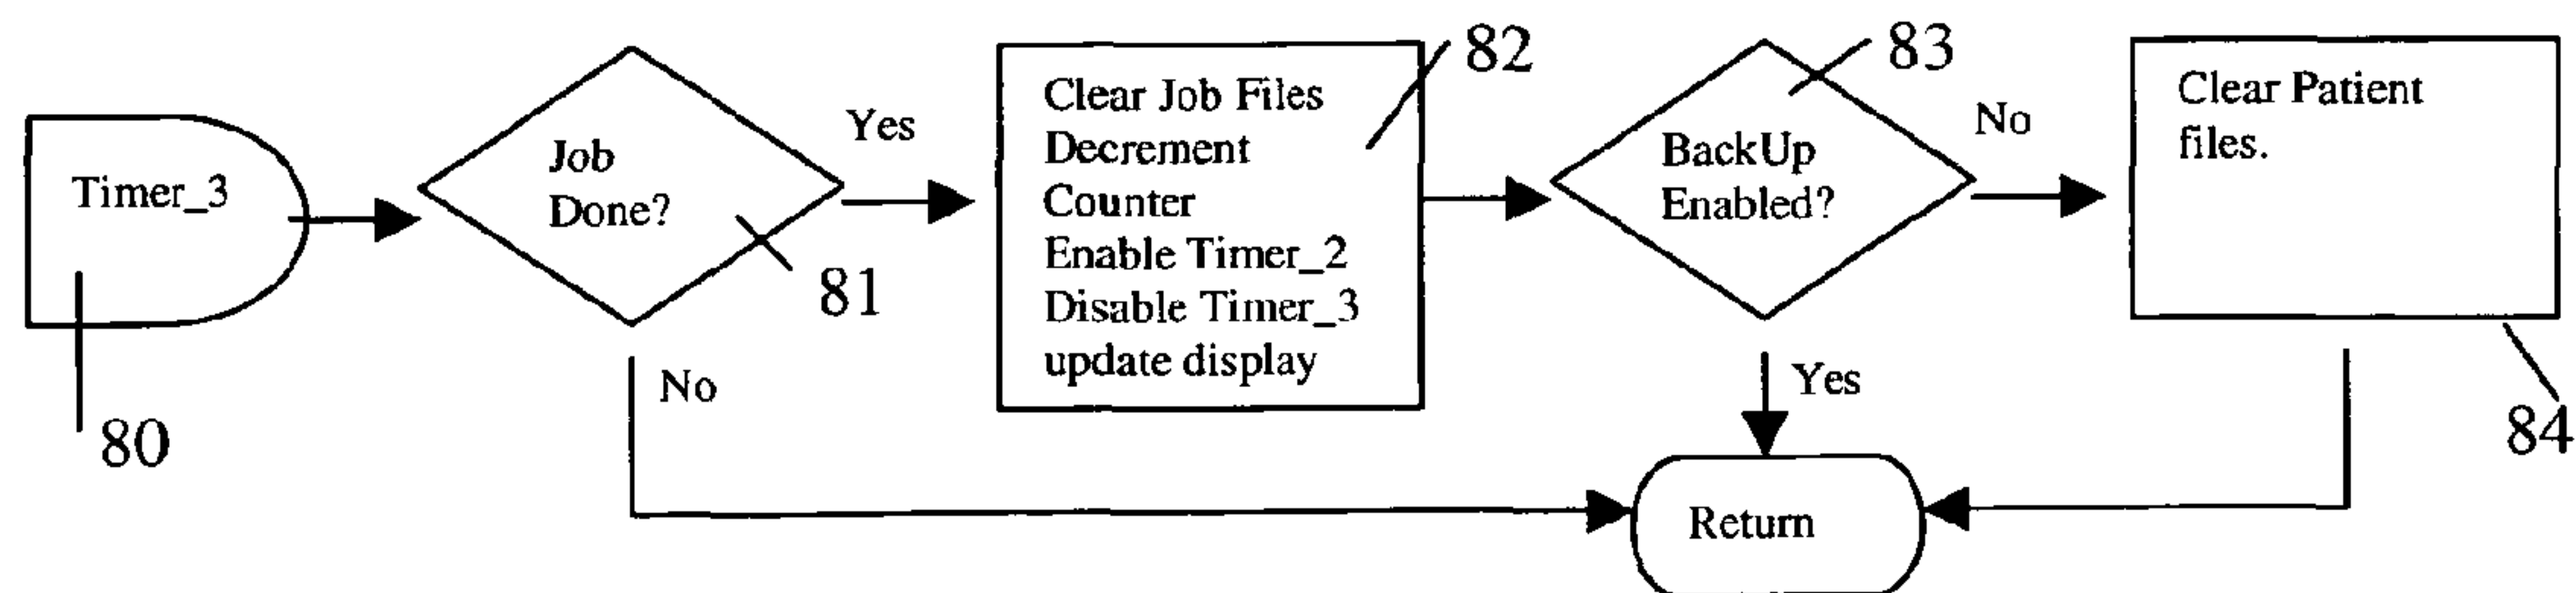 Timer_3
80
Job
Done?
81
Yes
No
Clear Job Files
Decrement
Counter
Enable Timer_2
Disable Timer_3
update display
82
BackUp
Enabled?
83
No
Yes
Clear Patient
files.
84
Return